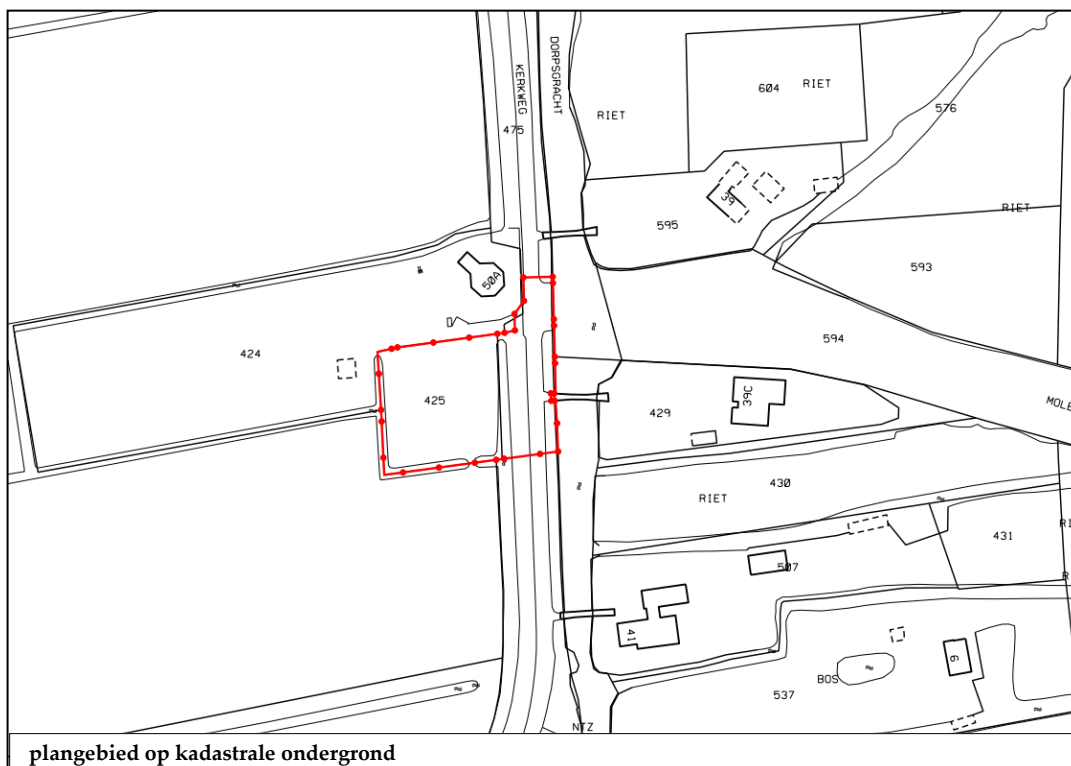 KERKWEG
DORPSGRACHT
604
RIET
RIET
576
475
39
RIET
595
593
50A
424
594
425
39C
429
MOLE
RIET
430
431
RI
507
R
41
6
BOS
537
NTZ
plangebied op kadastrale ondergrond